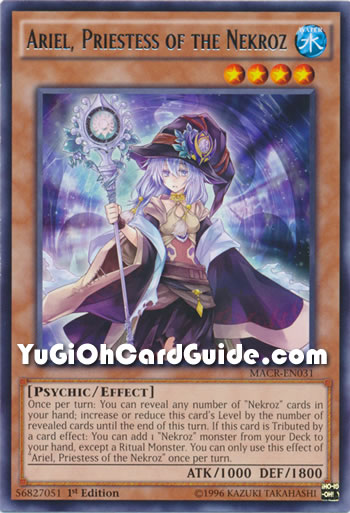 ARIEL, PRIESTESS OF THE NEKROZ
WATER
水
YuGiOhCardGuide.com
MACR-EN031
[PSYCHIC/EFFECT]
Once per turn: You can reveal any number of "Nekroz" cards in
your hand; increase or reduce this card's Level by the number of
revealed cards until the end of this turn. If this card is Tributed by
a card effect: You can add 1 "Nekroz" monster from your Deck to
your hand, except a Ritual Monster. You can only use this effect of
"Ariel, Priestess of the Nekroz" once per turn.
ATK/1000 DEF/1800
56827051 1st Edition ©1996 KAZUKI TAKAHASHI